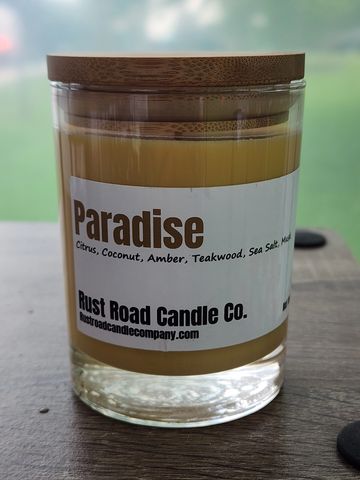 Paradise
Citrus, Coconut, Amber, Teakwood, Sea Salt, Musk
Rust Road Candle Co.
Rustroadcandlecompany.com